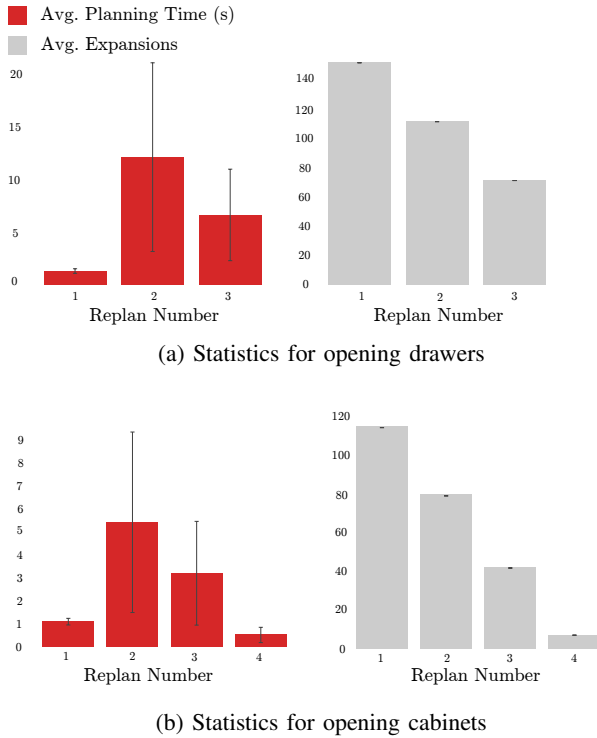 Avg. Planning Time (s)
Avg. Expansions
20
15
10
5
0
1 2 3
Replan Number
140
120
100
80
60
40
20
0
1 2 3
Replan Number
(a) Statistics for opening drawers
9
8
7
6
5
4
3
2
1
0
1 2 3 4
Replan Number
120
100
80
60
40
20
0
1 2 3 4
Replan Number
(b) Statistics for opening cabinets